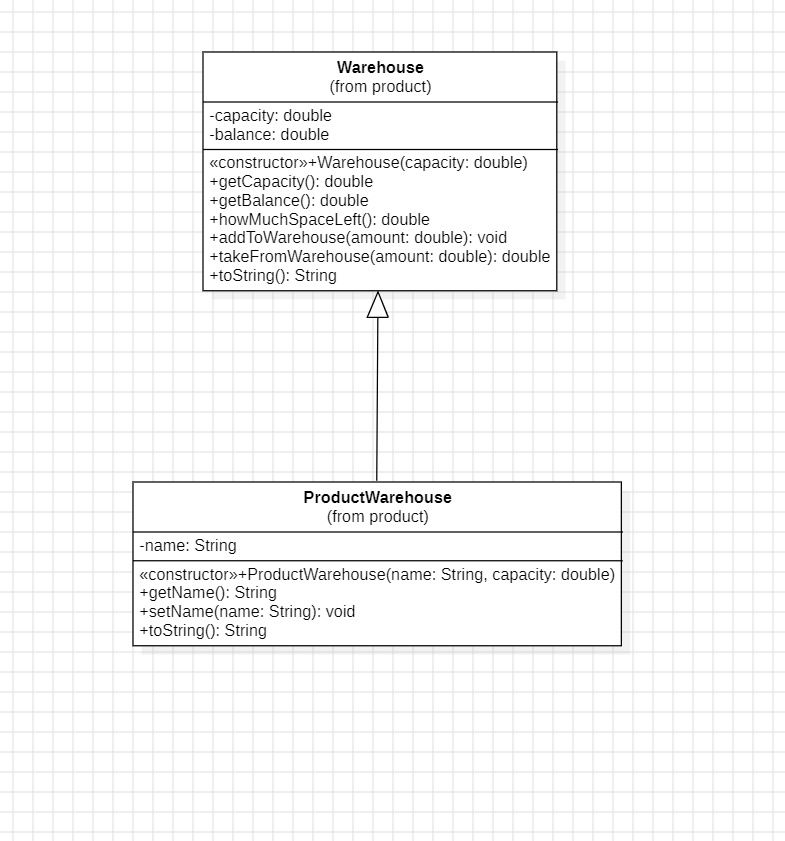 Warehouse
(from product)
-capacity: double
-balance: double
«constructor»+Warehouse(capacity: double)
+getCapacity(): double
+getBalance(): double
+howMuchSpaceLeft(): double
+addToWarehouse(amount: double): void
+takeFromWarehouse(amount: double): double
+toString(): String
ProductWarehouse
(from product)
-name: String
«constructor»+ProductWarehouse(name: String, capacity: double)
+getName(): String
+setName(name: String): void
+toString(): String